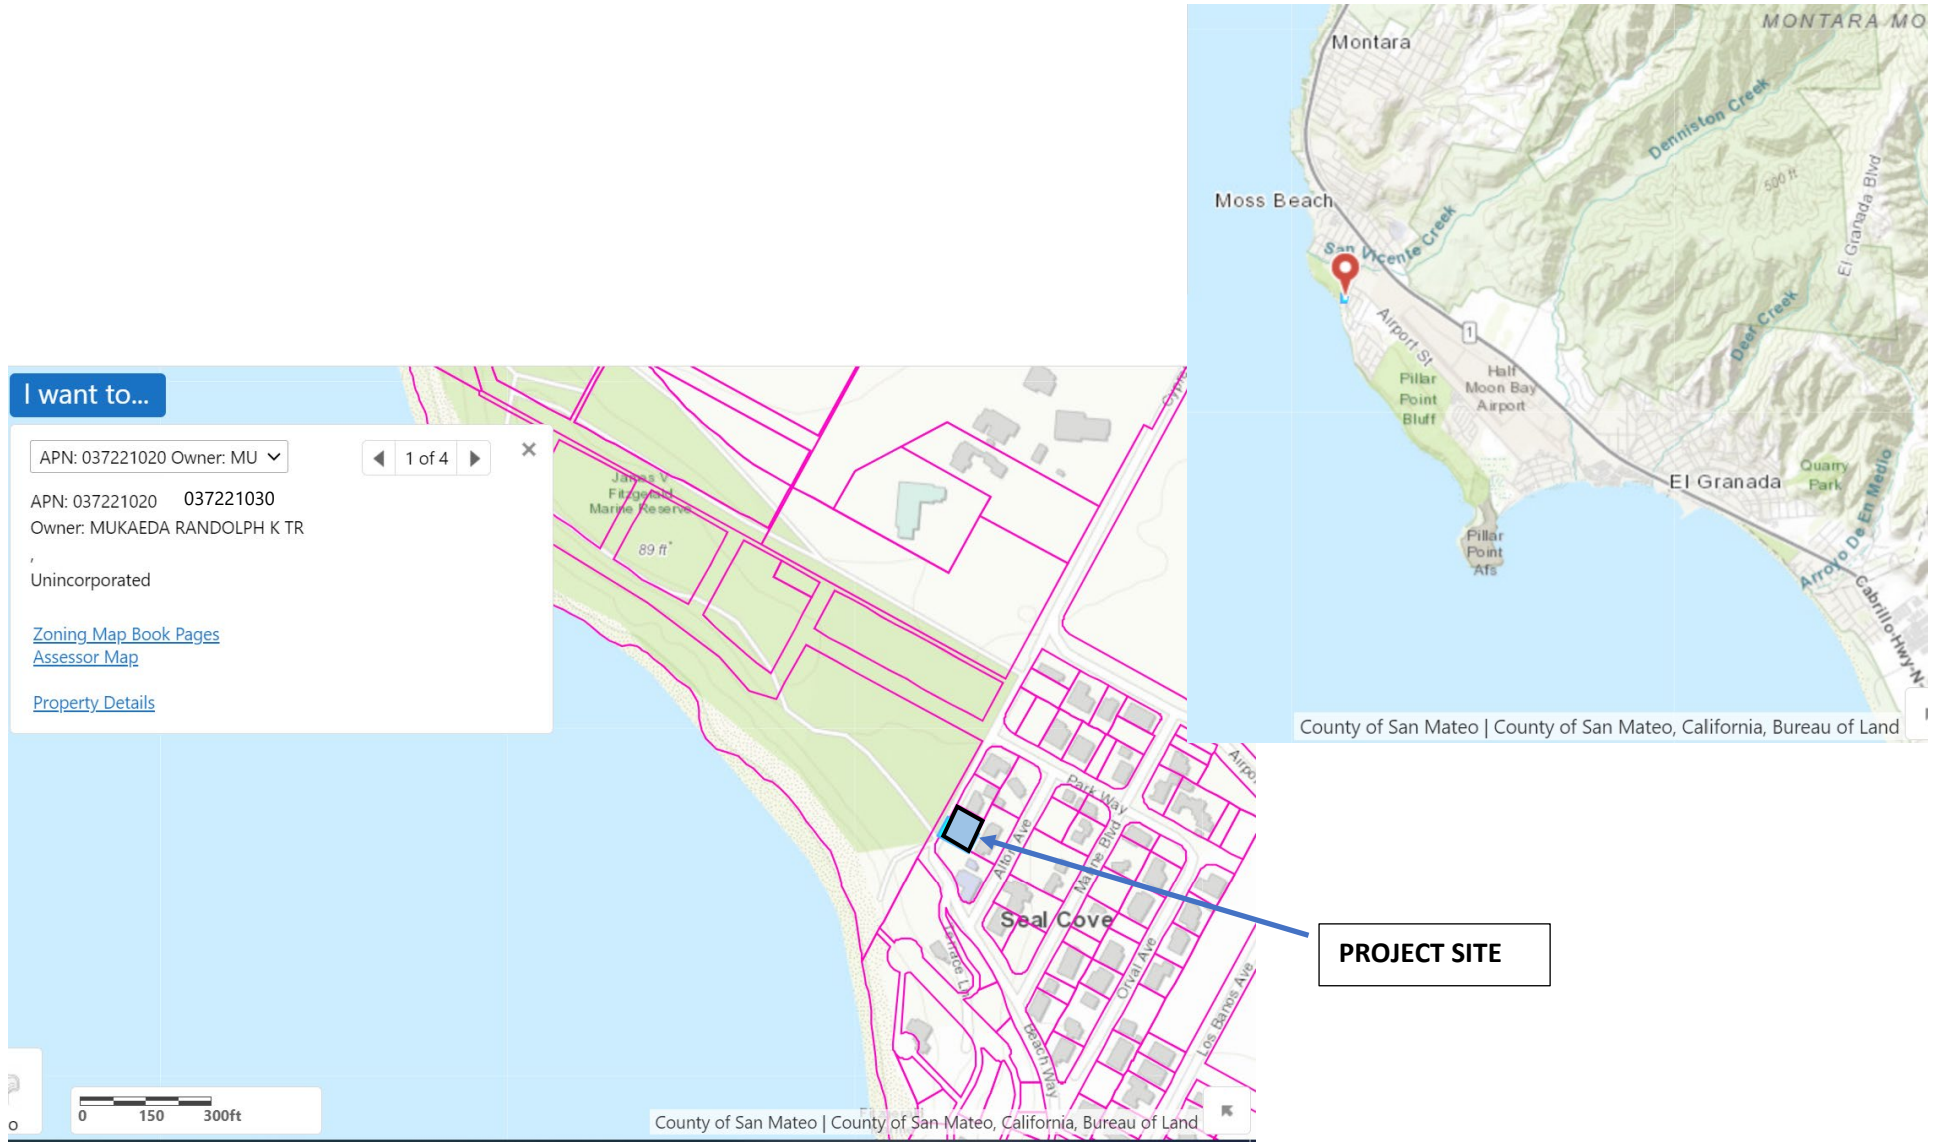 MONTARA MO
Montara
Denniston Creek
500 ft
El Granada Blvd
Moss Beach
San Vicente Creek
Airport St
1
Deer Creek
Half
Moon Bay
Airport
Pillar
Point
Bluff
El Granada
Quarry
Park
Pillar
Point
Afs
Arroyo De En Medio
Cabrillo-Hwy-N-
County of San Mateo | County of San Mateo, California, Bureau of Land
I want to...
APN: 037221020 Owner: MU
1 of 4
APN: 037221020 037221030
Owner: MUKAEDA RANDOLPH K TR
,
Unincorporated
Zoning Map Book Pages
Assessor Map
Property Details
James V
Fitzgerald
Marine Reserve
89 ft
Cypre
Airpo
Park Way
Alton Ave
Marine Blvd
Seal Cove
Orval Ave
Terrace Ln
Beach Way
Los Banos Ave
PROJECT SITE
0 150 300ft
o
County of San Mateo | County of San Mateo, California, Bureau of Land